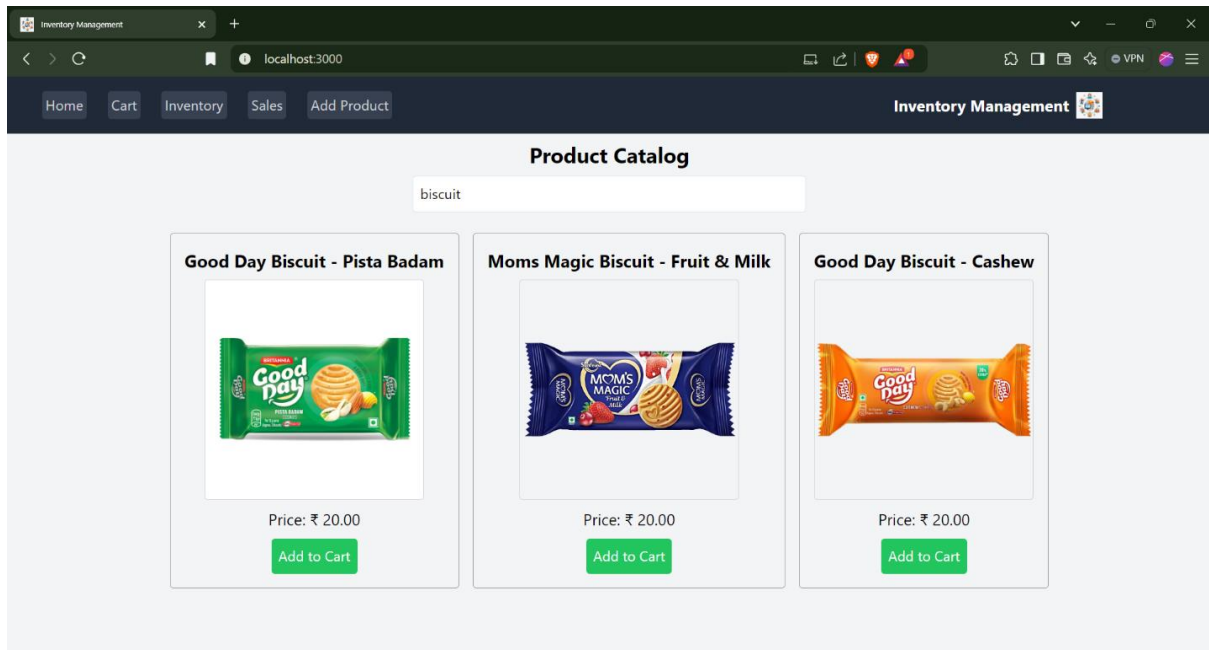 Inventory Management
localhost:3000
VPN
Home Cart Inventory Sales Add Product Inventory Management
Product Catalog
biscuit
Good Day Biscuit - Pista Badam
BRITANNIA
Good
Day
PISTA BADAM
Price: ₹ 20.00
Add to Cart
Moms Magic Biscuit - Fruit & Milk
MOM'S
MAGIC
Fruit &
Milk
Price: ₹ 20.00
Add to Cart
Good Day Biscuit - Cashew
BRITANNIA
Good
Day
CASHEW
Price: ₹ 20.00
Add to Cart